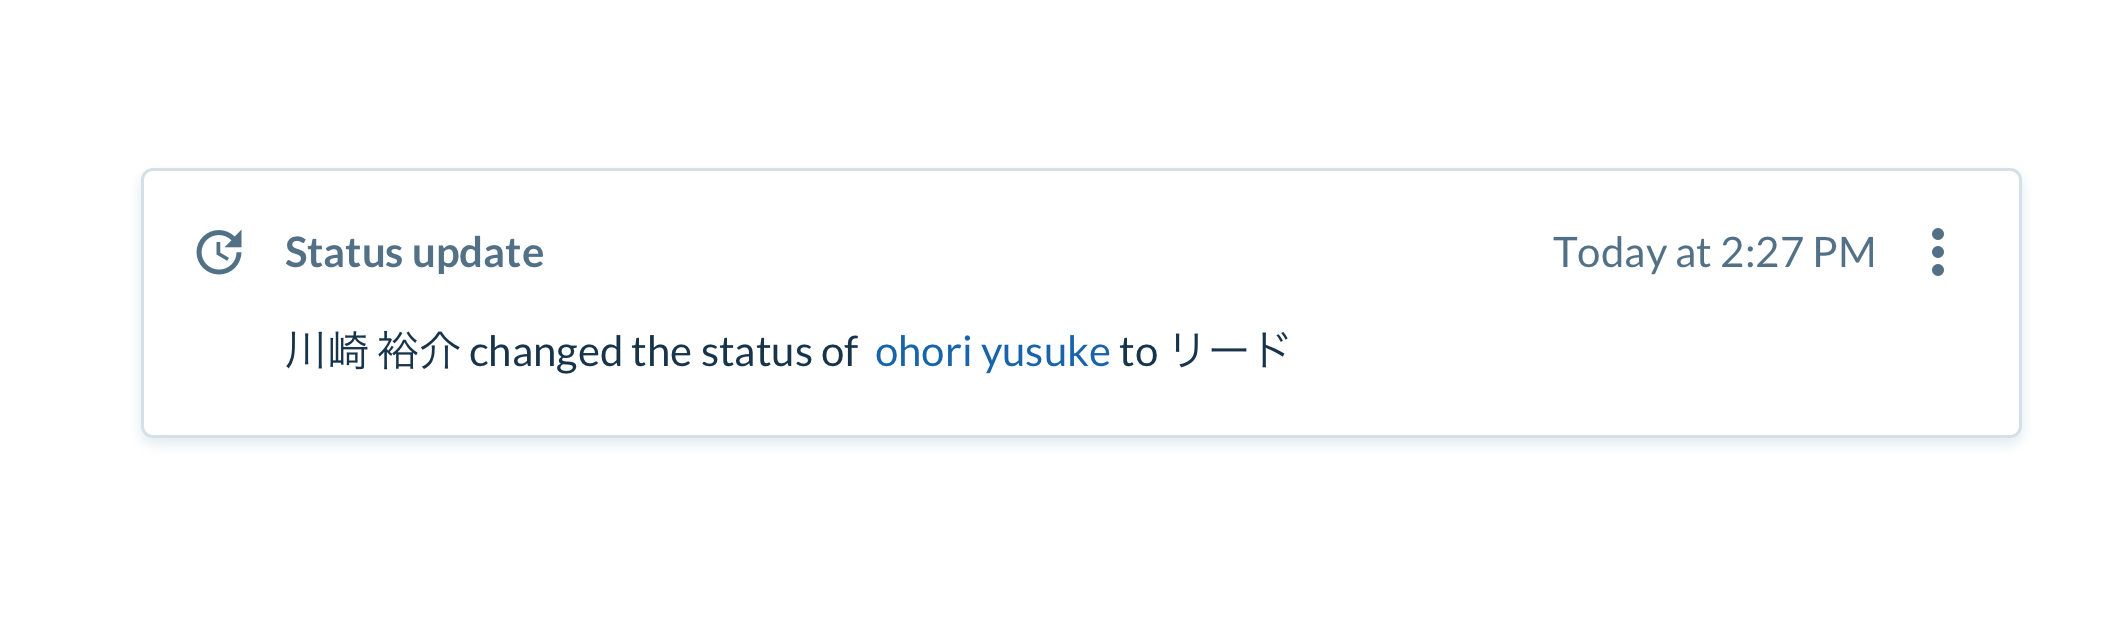 Status update
Today at 2:27 PM
川崎 裕介 changed the status of ohori yusuke to リード